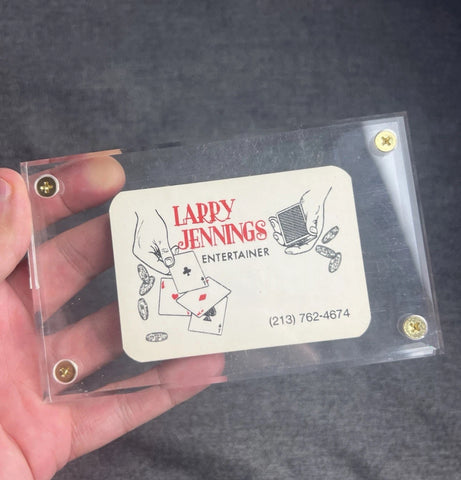 LARRY
JENNINGS
ENTERTAINER
(213) 762-4674